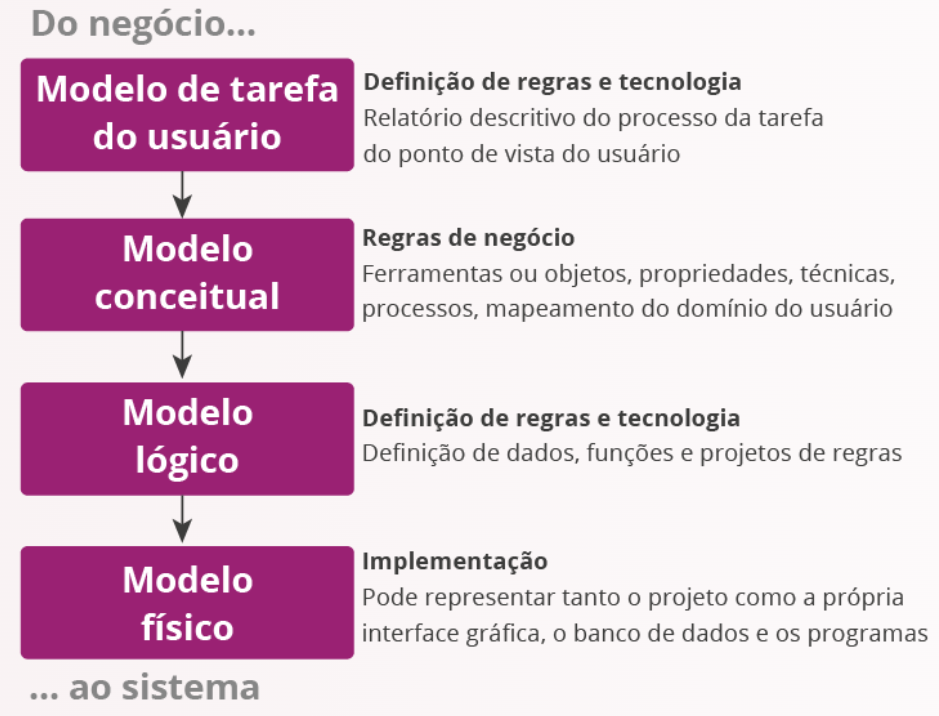 Do negócio...
Modelo de tarefa
do usuário
Definição de regras e tecnologia
Relatório descritivo do processo da tarefa
do ponto de vista do usuário
Modelo
conceitual
Regras de negócio
Ferramentas ou objetos, propriedades, técnicas,
processos, mapeamento do domínio do usuário
Modelo
lógico
Definição de regras e tecnologia
Definição de dados, funções e projetos de regras
Modelo
físico
Implementação
Pode representar tanto o projeto como a própria
interface gráfica, o banco de dados e os programas
... ao sistema